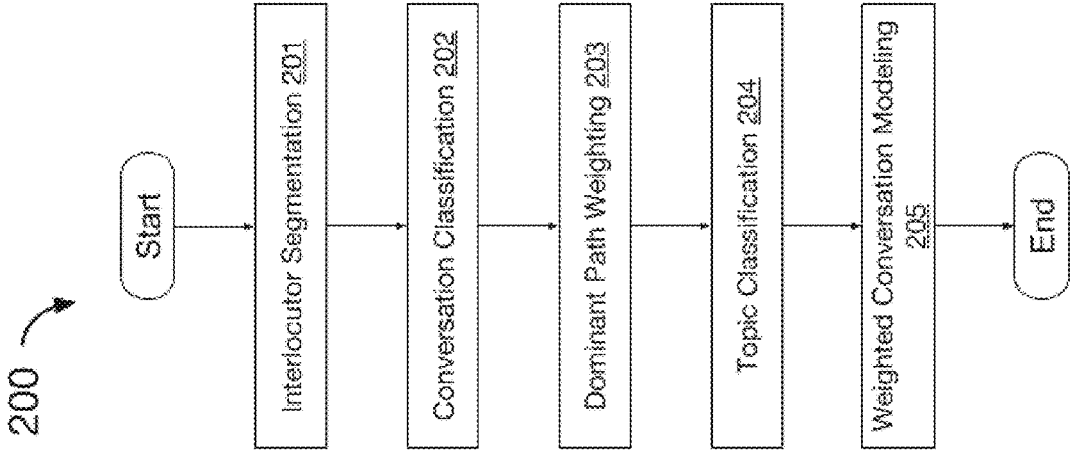 200
Start
Interlocutor Segmentation 201
Conversation Classification 202
Dominant Path Weighting 203
Topic Classification 204
Weighted Conversation Modeling
205
End